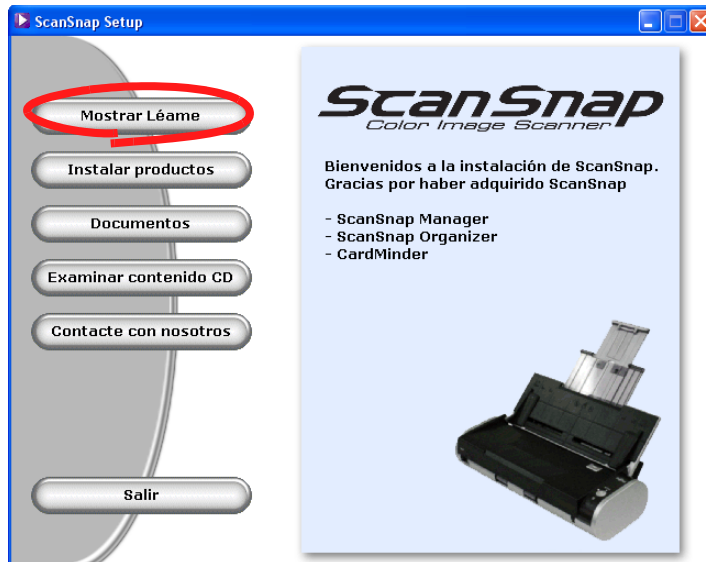 ScanSnap Setup
Mostrar Léame
Instalar productos
Documentos
Examinar contenido CD
Contacte con nosotros
Salir
ScanSnap
Color Image Scanner
Bienvenidos a la instalación de ScanSnap.
Gracias por haber adquirido ScanSnap
- ScanSnap Manager
- ScanSnap Organizer
- CardMinder